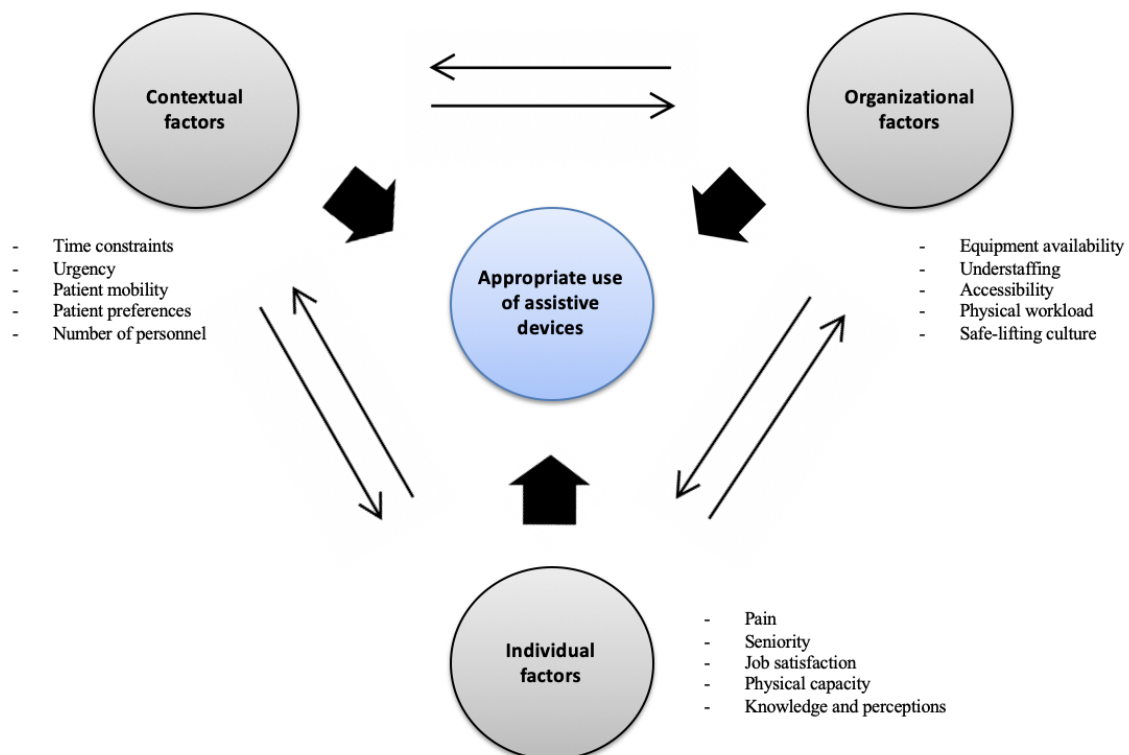 Contextual
factors
Organizational
factors
- Time constraints
- Urgency
- Patient mobility
- Patient preferences
- Number of personnel
Appropriate use
of assistive
devices
- Equipment availability
- Understaffing
- Accessibility
- Physical workload
- Safe-lifting culture
Individual
factors
- Pain
- Seniority
- Job satisfaction
- Physical capacity
- Knowledge and perceptions